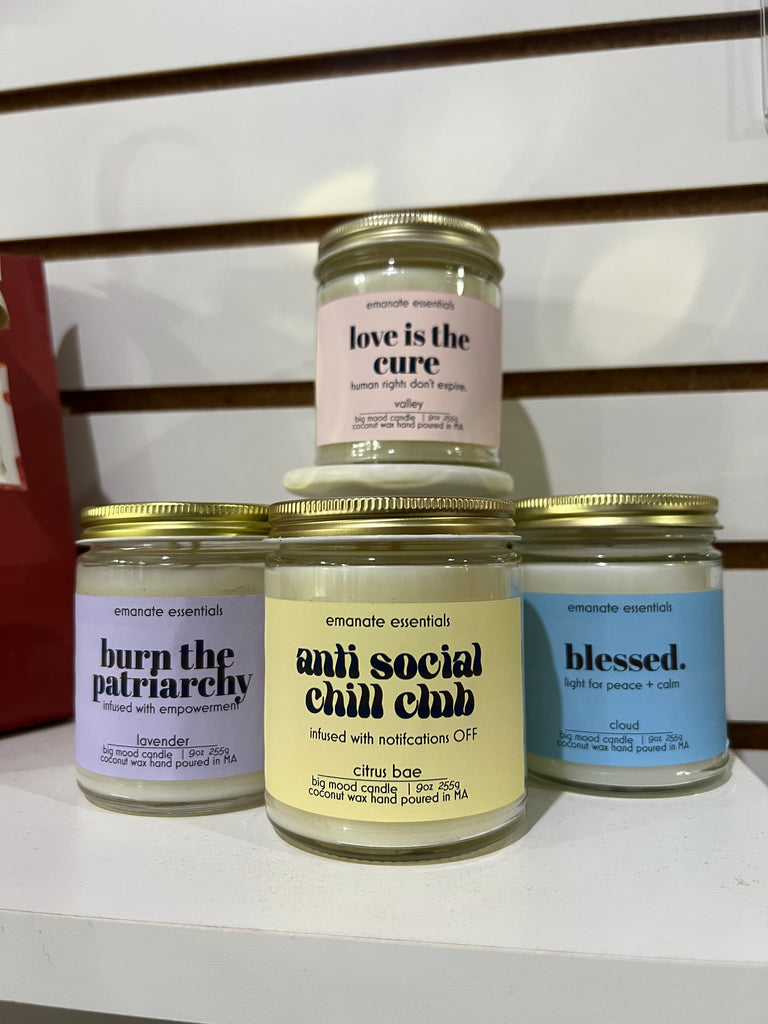 emanate essentials
love is the
cure
human rights don't expire.
valley
big mood candle | 9oz 255g
coconut wax hand poured in MA
emanate essentials
burn the
patriarchy
infused with empowerment
lavender
big mood candle | 9oz 255g
coconut wax hand poured in MA
emanate essentials
anti social
chill club
infused with notifcations OFF
citrus bae
big mood candle | 9oz 255g
coconut wax hand poured in MA
emanate essentials
blessed.
light for peace + calm
cloud
big mood candle | 9oz 255g
coconut wax hand poured in MA